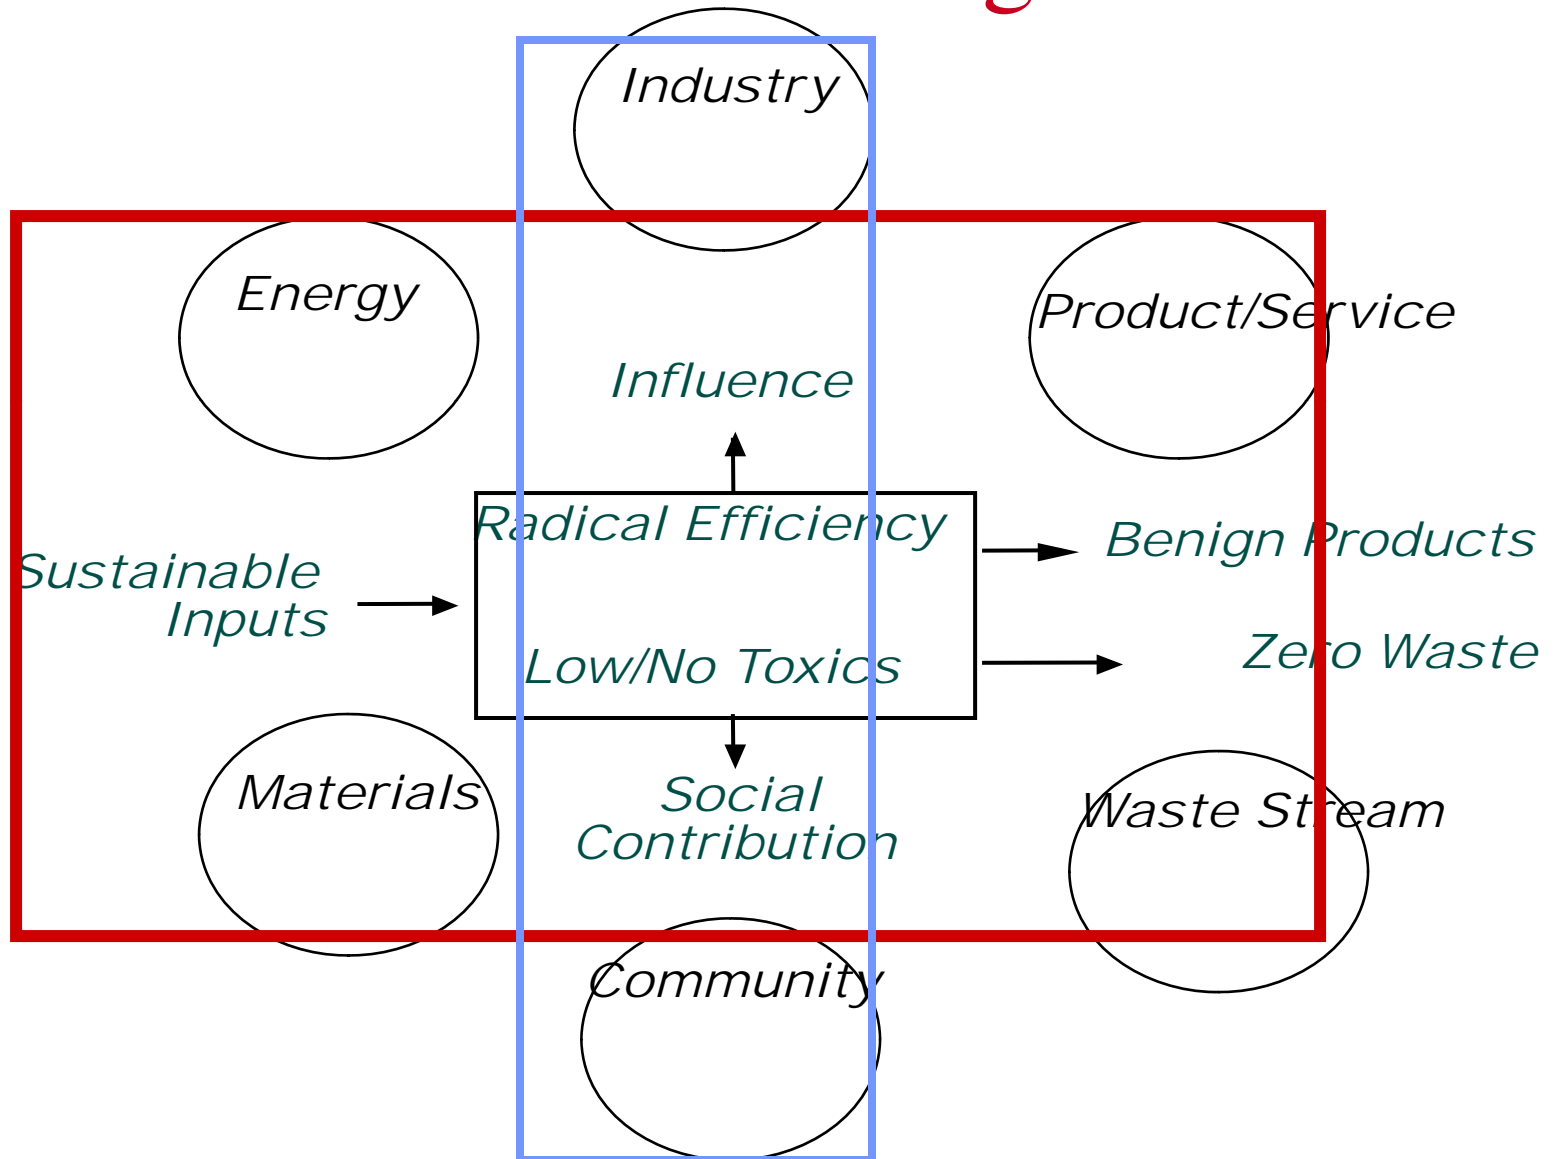 Industry
Energy
Product/Service
Influence
Radical Efficiency
Benign Products
Sustainable
Inputs
Zero Waste
Low/No Toxics
Materials
Social
Contribution
Waste Stream
Community